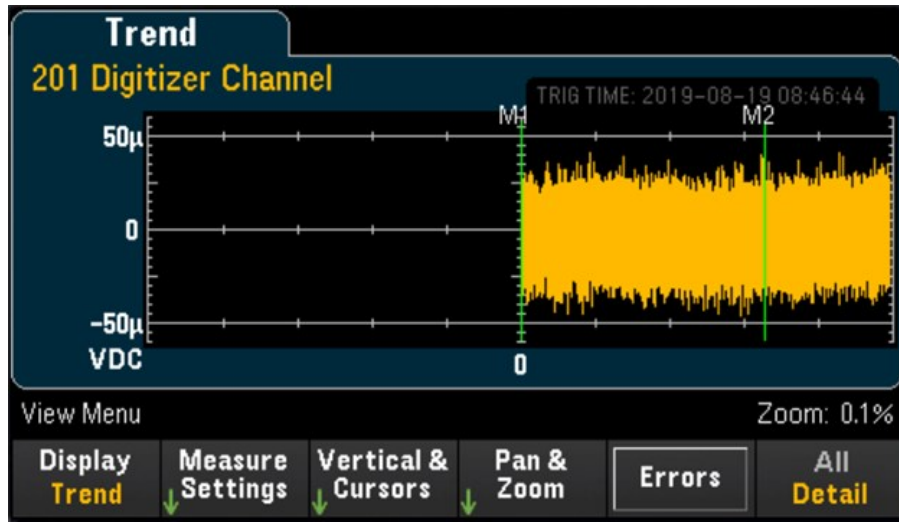 Trend
201 Digitizer Channel
TRIG TIME: 2019-08-19 08:46:44
M1
M2
50µ
0
-50µ
VDC
0
View Menu
Zoom: 0.1%
Display
Trend
Measure
Settings
Vertical &
Cursors
Pan &
Zoom
Errors
All
Detail